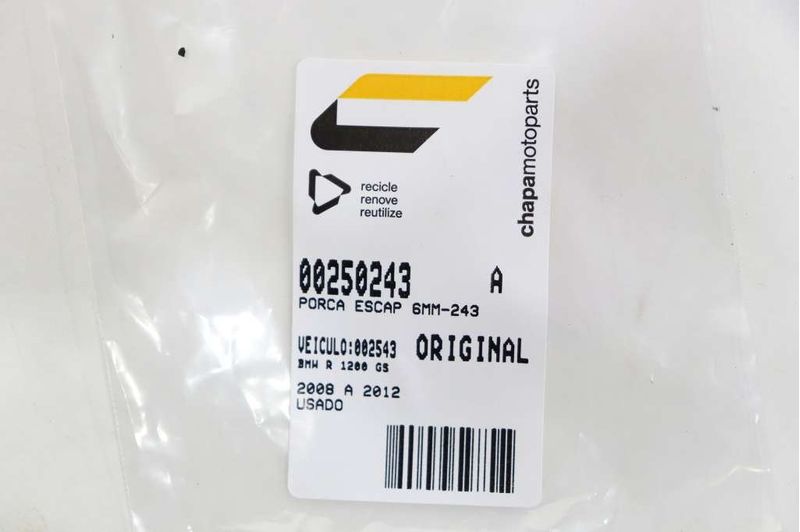 chapamotoparts
recicle
renove
reutilize
00250243 A
PORCA ESCAP 6MM-243
VEICULO:002543 ORIGINAL
BMW R 1200 GS
2008 A 2012
USADO